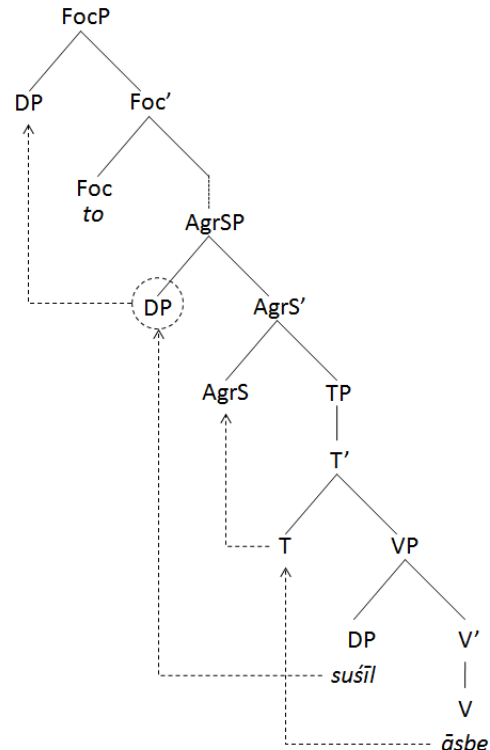 FocP
DP Foc’
Foc
to
AgrSP
DP AgrS’
AgrS TP
T’
T VP
DP V’
suśīl
V
āsbe